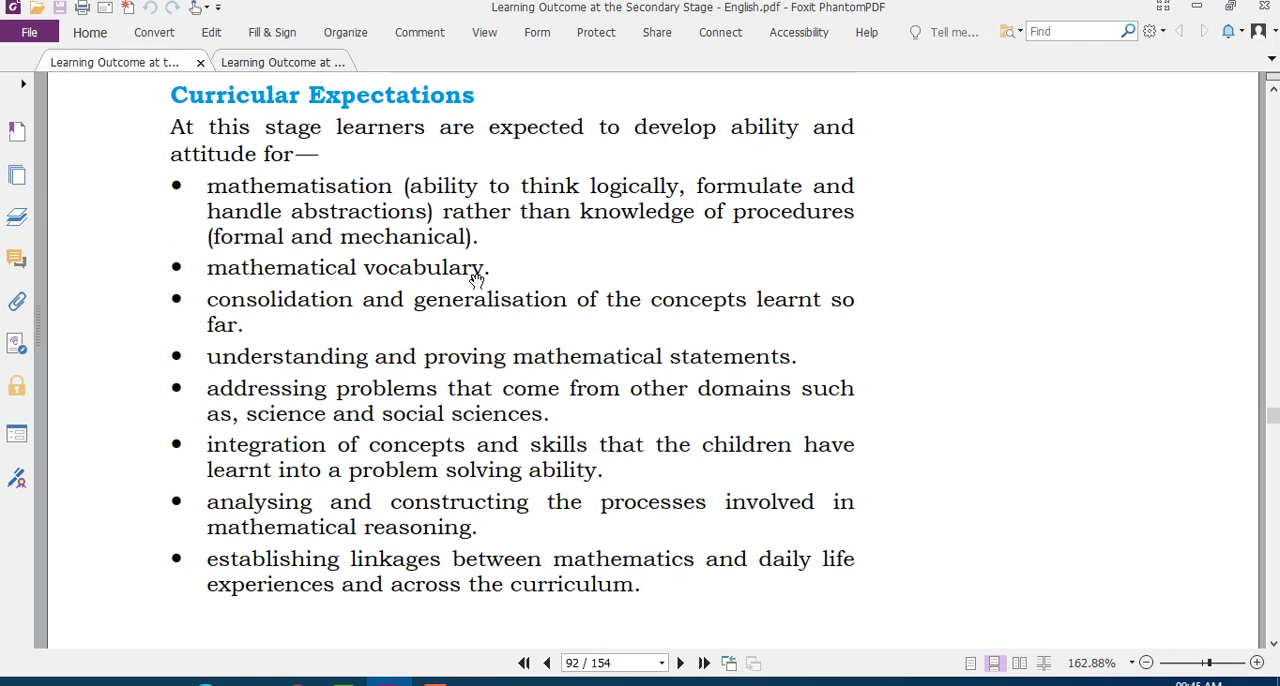 Learning Outcome at the Secondary Stage - English.pdf - Foxit PhantomPDF
File Home Convert Edit Fill & Sign Organize Comment View Form Protect Share Connect Accessibility Help Tell me... Find
Learning Outcome at t... × Learning Outcome at ...
Curricular Expectations
At this stage learners are expected to develop ability and
attitude for—
• mathematisation (ability to think logically, formulate and
handle abstractions) rather than knowledge of procedures
(formal and mechanical).
• mathematical vocabulary.
• consolidation and generalisation of the concepts learnt so
far.
• understanding and proving mathematical statements.
• addressing problems that come from other domains such
as, science and social sciences.
• integration of concepts and skills that the children have
learnt into a problem solving ability.
• analysing and constructing the processes involved in
mathematical reasoning.
• establishing linkages between mathematics and daily life
experiences and across the curriculum.
92 / 154 162.88%